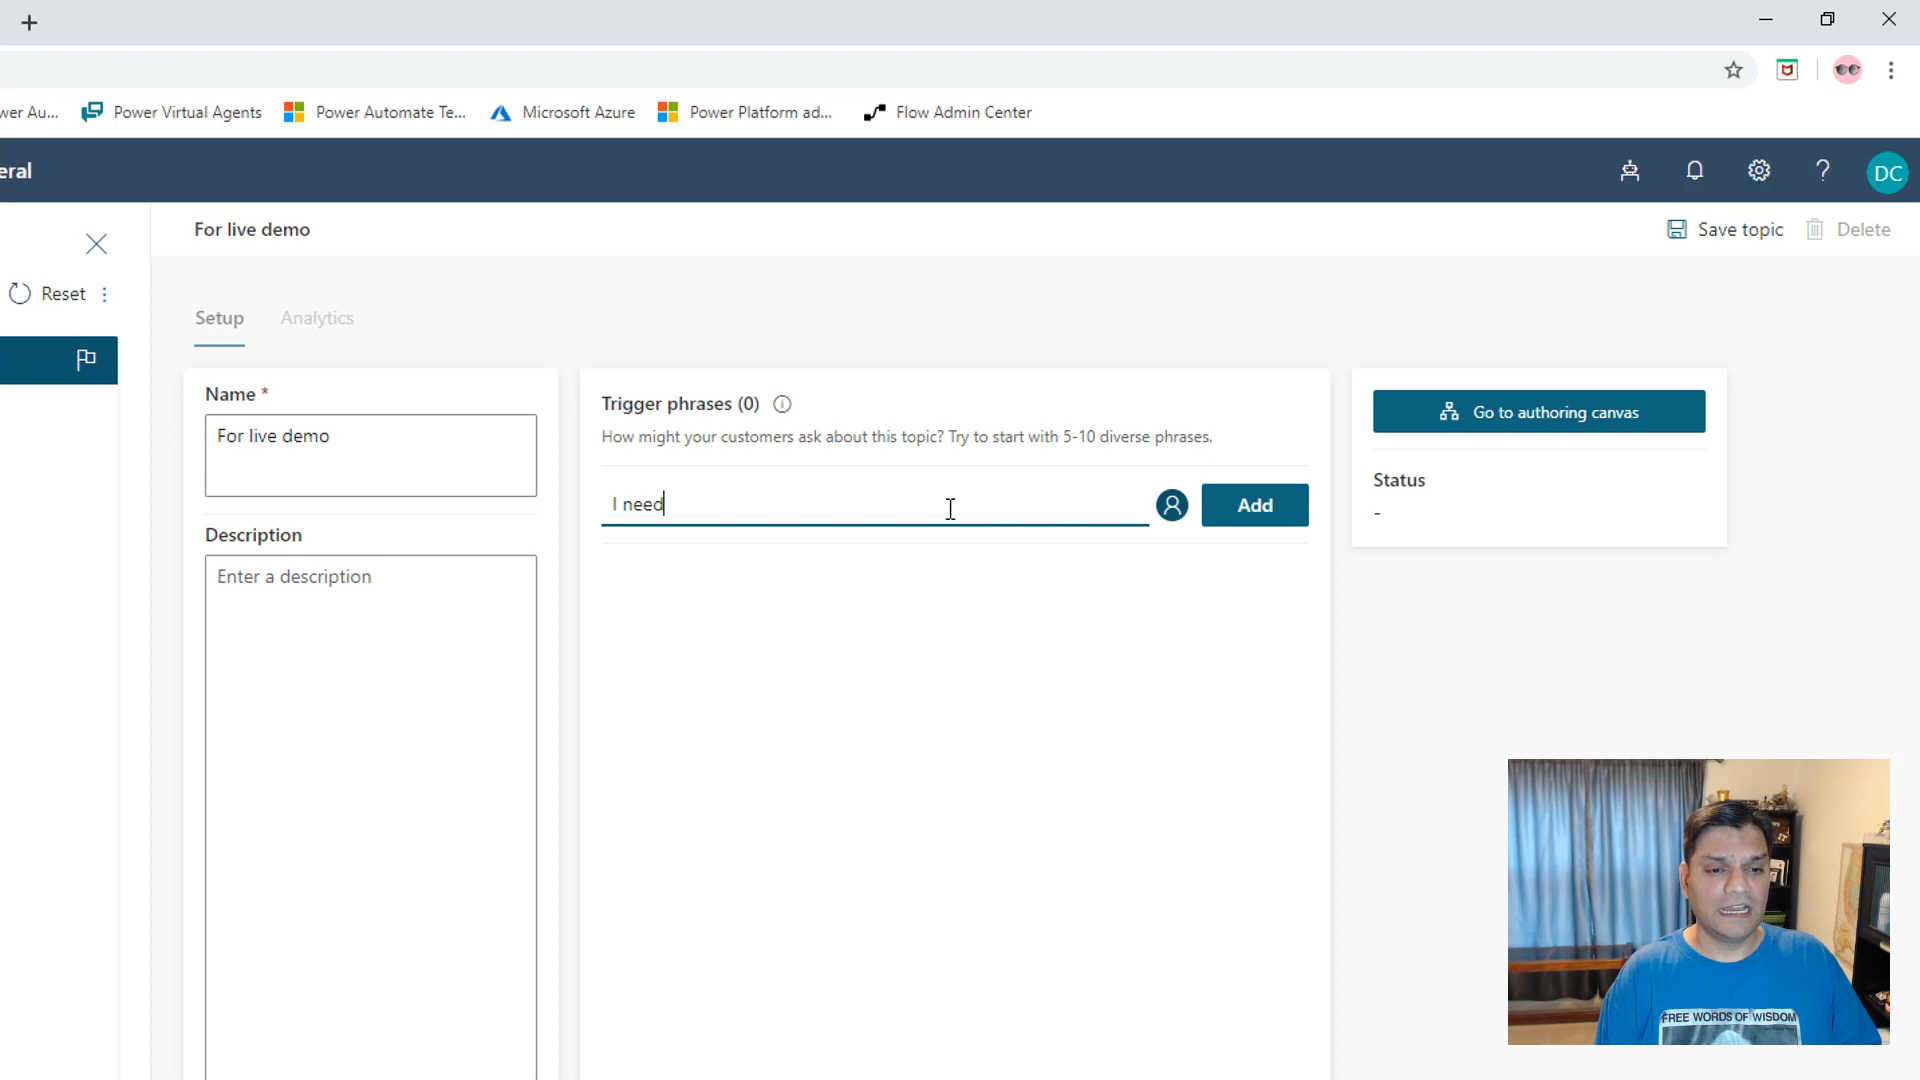 wer Au...
Power Virtual Agents
Power Automate Te...
Microsoft Azure
Power Platform ad...
Flow Admin Center
eral
?
DC
For live demo
Save topic
Delete
Reset
Setup
Analytics
Name *
For live demo
Description
Enter a description
Trigger phrases (0)
How might your customers ask about this topic? Try to start with 5-10 diverse phrases.
I need
Add
Go to authoring canvas
Status
-
FREE WORDS OF WISDOM